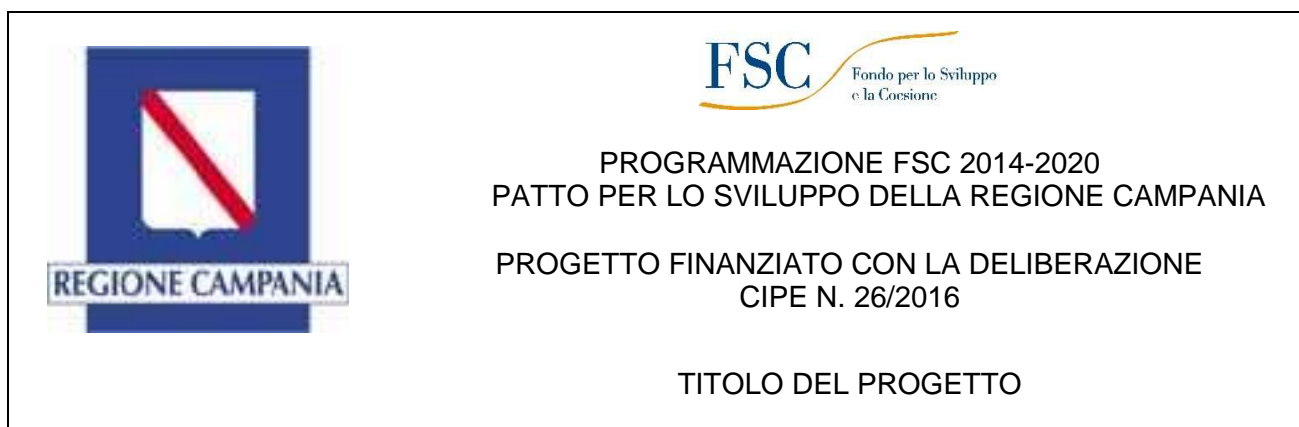 REGIONE CAMPANIA
FSC
Fondo per lo Sviluppo
e la Coesione
PROGRAMMAZIONE FSC 2014-2020
PATTO PER LO SVILUPPO DELLA REGIONE CAMPANIA
PROGETTO FINANZIATO CON LA DELIBERAZIONE
CIPE N. 26/2016
TITOLO DEL PROGETTO